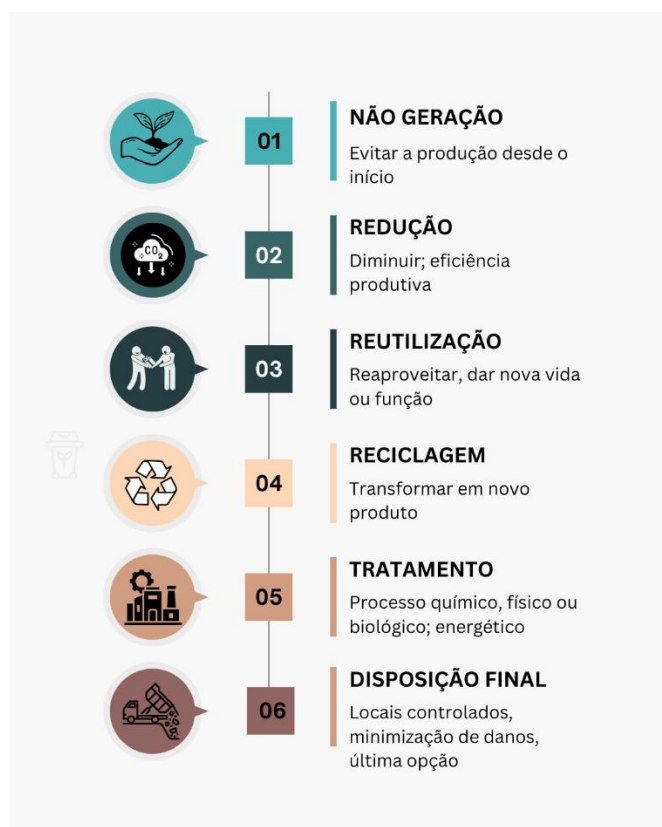 01
NÃO GERAÇÃO
Evitar a produção desde o
início
CO₂
02
REDUÇÃO
Diminuir; eficiência
produtiva
03
REUTILIZAÇÃO
Reaproveitar, dar nova vida
ou função
04
RECICLAGEM
Transformar em novo
produto
05
TRATAMENTO
Processo químico, físico ou
biológico; energético
06
DISPOSIÇÃO FINAL
Locais controlados,
minimização de danos,
última opção